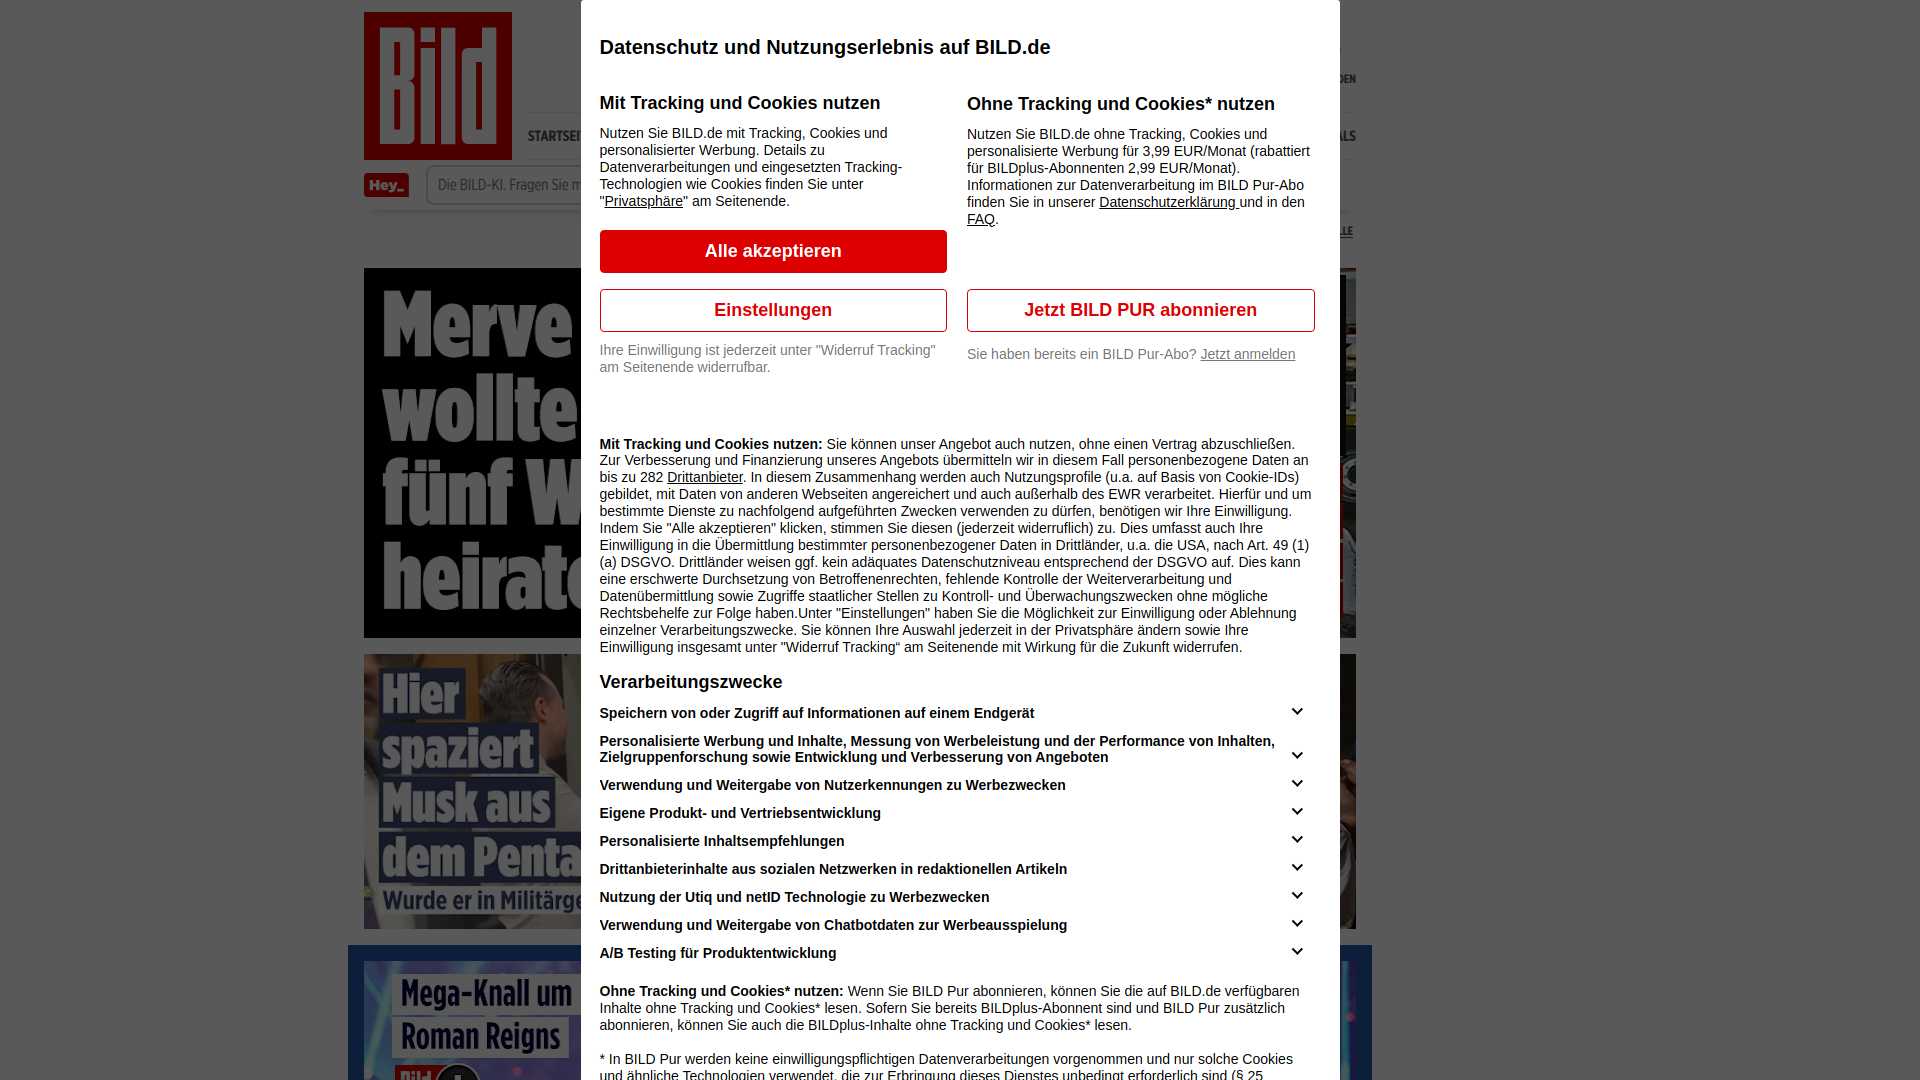 Bild
STARTSEI
Hey_
Die BILD-KI. Fragen Sie m
DEN
ALS
LLE
Merve
wollte
fünf W
heirate
Hier
spaziert
Musk aus
dem Penta
Wurde er in Militärge
Mega-Knall um
Roman Reigns
Bild
Datenschutz und Nutzungserlebnis auf BILD.de
Mit Tracking und Cookies nutzen
Nutzen Sie BILD.de mit Tracking, Cookies und
personalisierter Werbung. Details zu
Datenverarbeitungen und eingesetzten Tracking-
Technologien wie Cookies finden Sie unter
"Privatsphäre" am Seitenende.
Alle akzeptieren
Einstellungen
Ihre Einwilligung ist jederzeit unter "Widerruf Tracking"
am Seitenende widerrufbar.
Ohne Tracking und Cookies* nutzen
Nutzen Sie BILD.de ohne Tracking, Cookies und
personalisierte Werbung für 3,99 EUR/Monat (rabattiert
für BILDplus-Abonnenten 2,99 EUR/Monat).
Informationen zur Datenverarbeitung im BILD Pur-Abo
finden Sie in unserer Datenschutzerklärung und in den
FAQ.
Jetzt BILD PUR abonnieren
Sie haben bereits ein BILD Pur-Abo? Jetzt anmelden
Mit Tracking und Cookies nutzen: Sie können unser Angebot auch nutzen, ohne einen Vertrag abzuschließen.
Zur Verbesserung und Finanzierung unseres Angebots übermitteln wir in diesem Fall personenbezogene Daten an
bis zu 282 Drittanbieter. In diesem Zusammenhang werden auch Nutzungsprofile (u.a. auf Basis von Cookie-IDs)
gebildet, mit Daten von anderen Webseiten angereichert und auch außerhalb des EWR verarbeitet. Hierfür und um
bestimmte Dienste zu nachfolgend aufgeführten Zwecken verwenden zu dürfen, benötigen wir Ihre Einwilligung.
Indem Sie "Alle akzeptieren" klicken, stimmen Sie diesen (jederzeit widerruflich) zu. Dies umfasst auch Ihre
Einwilligung in die Übermittlung bestimmter personenbezogener Daten in Drittländer, u.a. die USA, nach Art. 49 (1)
(a) DSGVO. Drittländer weisen ggf. kein adäquates Datenschutzniveau entsprechend der DSGVO auf. Dies kann
eine erschwerte Durchsetzung von Betroffenenrechten, fehlende Kontrolle der Weiterverarbeitung und
Datenübermittlung sowie Zugriffe staatlicher Stellen zu Kontroll- und Überwachungszwecken ohne mögliche
Rechtsbehelfe zur Folge haben.Unter "Einstellungen" haben Sie die Möglichkeit zur Einwilligung oder Ablehnung
einzelner Verarbeitungszwecke. Sie können Ihre Auswahl jederzeit in der Privatsphäre ändern sowie Ihre
Einwilligung insgesamt unter "Widerruf Tracking“ am Seitenende mit Wirkung für die Zukunft widerrufen.
Verarbeitungszwecke
Speichern von oder Zugriff auf Informationen auf einem Endgerät
Personalisierte Werbung und Inhalte, Messung von Werbeleistung und der Performance von Inhalten,
Zielgruppenforschung sowie Entwicklung und Verbesserung von Angeboten
Verwendung und Weitergabe von Nutzerkennungen zu Werbezwecken
Eigene Produkt- und Vertriebsentwicklung
Personalisierte Inhaltsempfehlungen
Drittanbieterinhalte aus sozialen Netzwerken in redaktionellen Artikeln
Nutzung der Utiq und netID Technologie zu Werbezwecken
Verwendung und Weitergabe von Chatbotdaten zur Werbeausspielung
A/B Testing für Produktentwicklung
Ohne Tracking und Cookies* nutzen: Wenn Sie BILD Pur abonnieren, können Sie die auf BILD.de verfügbaren
Inhalte ohne Tracking und Cookies* lesen. Sofern Sie bereits BILDplus-Abonnent sind und BILD Pur zusätzlich
abonnieren, können Sie auch die BILDplus-Inhalte ohne Tracking und Cookies* lesen.
* In BILD Pur werden keine einwilligungspflichtigen Datenverarbeitungen vorgenommen und nur solche Cookies
und ähnliche Technologien verwendet, die zur Erbringung dieses Dienstes unbedingt erforderlich sind (§ 25